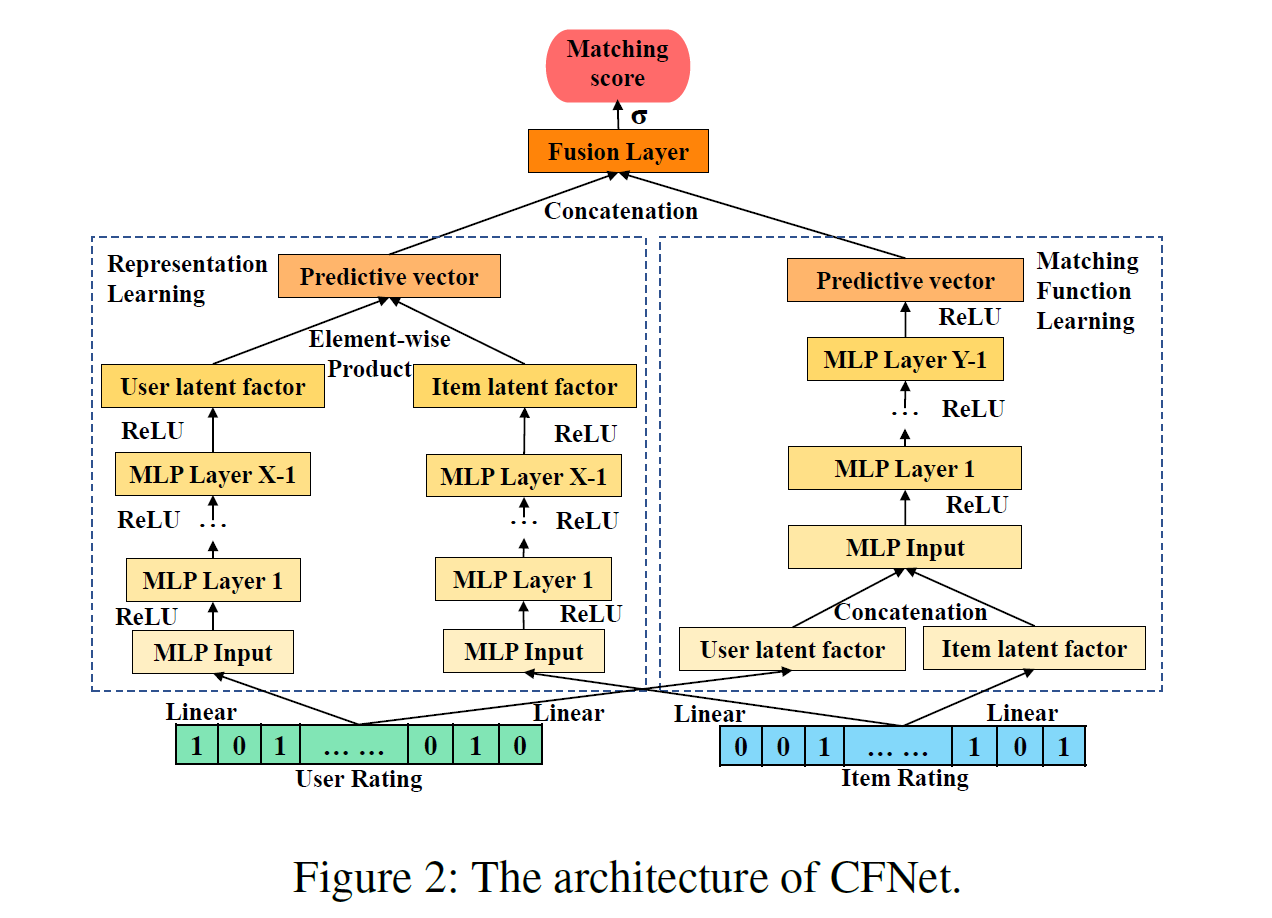 Matching
score
σ
Fusion Layer
Concatenation
Representation
Learning
Predictive vector
Element-wise
Product
User latent factor
Item latent factor
ReLU
ReLU
MLP Layer X-1
MLP Layer X-1
ReLU
...
...
ReLU
MLP Layer 1
MLP Layer 1
ReLU
ReLU
MLP Input
MLP Input
Matching
Function
Learning
Predictive vector
ReLU
MLP Layer Y-1
...
ReLU
MLP Layer 1
ReLU
MLP Input
Concatenation
User latent factor
Item latent factor
Linear
Linear
Linear
Linear
1 0 1 ... ... 0 1 0
User Rating
0 0 1 ... ... 1 0 1
Item Rating
Figure 2: The architecture of CFNet.